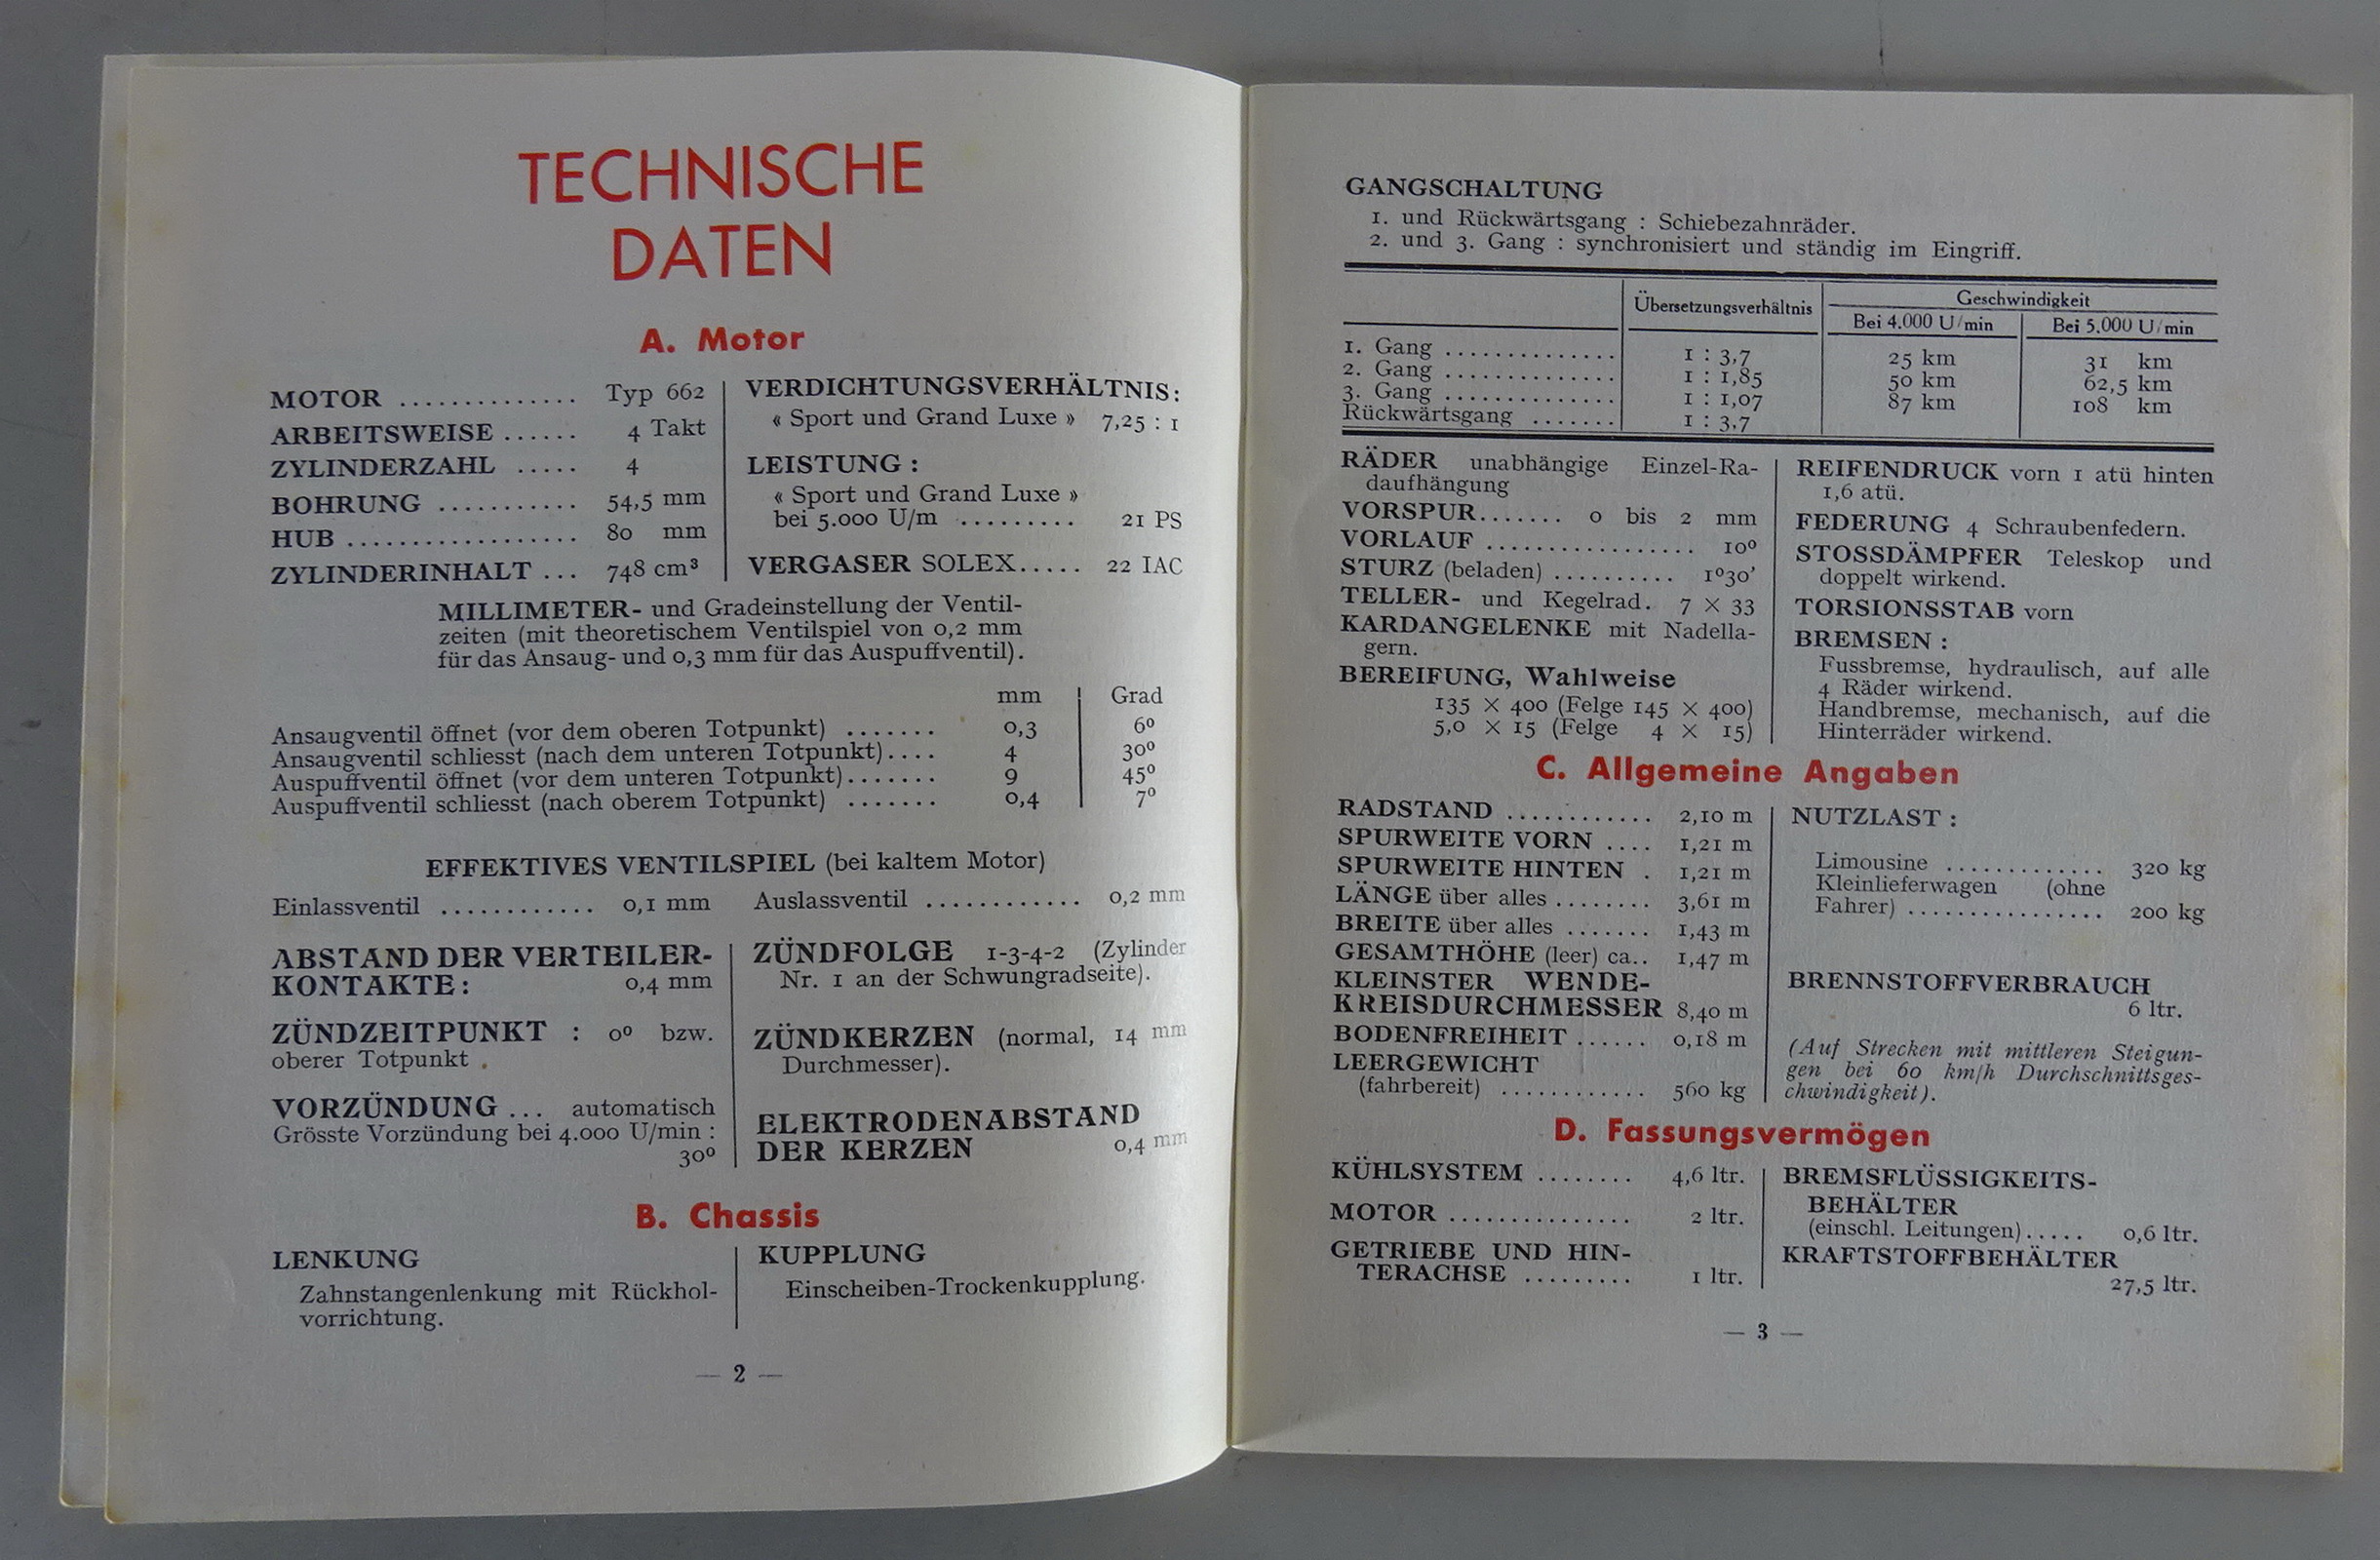 TECHNISCHE
DATEN
A. Motor
MOTOR .............. Typ 662
ARBEITSWEISE ...... 4 Takt
ZYLINDERZAHL ..... 4
BOHRUNG ........... 54,5 mm
HUB .................. 80 mm
ZYLINDERINHALT ... 748 cm³
VERDICHTUNGSVERHÄLTNIS:
« Sport und Grand Luxe » 7,25 : 1
LEISTUNG :
« Sport und Grand Luxe »
bei 5.000 U/m ......... 21 PS
VERGASER SOLEX..... 22 IAC
MILLIMETER- und Gradeinstellung der Ventil-
zeiten (mit theoretischem Ventilspiel von 0,2 mm
für das Ansaug- und 0,3 mm für das Auspuffventil).
mm Grad
Ansaugventil öffnet (vor dem oberen Totpunkt) ....... 0,3 6°
Ansaugventil schliesst (nach dem unteren Totpunkt).... 4 30°
Auspuffventil öffnet (vor dem unteren Totpunkt)....... 9 45°
Auspuffventil schliesst (nach oberem Totpunkt) ....... 0,4 7°
EFFEKTIVES VENTILSPIEL (bei kaltem Motor)
Einlassventil ............ 0,1 mm Auslassventil ............ 0,2 mm
ABSTAND DER VERTEILER-
KONTAKTE: 0,4 mm
ZÜNDZEITPUNKT : 0° bzw.
oberer Totpunkt .
VORZÜNDUNG ... automatisch
Grösste Vorzündung bei 4.000 U/min :
30°
ZÜNDFOLGE 1-3-4-2 (Zylinder
Nr. 1 an der Schwungradseite).
ZÜNDKERZEN (normal, 14 mm
Durchmesser).
ELEKTRODENABSTAND
DER KERZEN 0,4 mm
B. Chassis
LENKUNG
Zahnstangenlenkung mit Rückhol-
vorrichtung.
KUPPLUNG
Einscheiben-Trockenkupplung.
— 2 —
GANGSCHALTUNG
1. und Rückwärtsgang : Schiebezahnräder.
2. und 3. Gang : synchronisiert und ständig im Eingriff.
Übersetzungsverhältnis Geschwindigkeit
Bei 4.000 U/min Bei 5.000 U/min
1. Gang .............. 1 : 3,7 25 km 31 km
2. Gang .............. 1 : 1,85 50 km 62,5 km
3. Gang .............. 1 : 1,07 87 km 108 km
Rückwärtsgang ....... 1 : 3,7
RÄDER unabhängige Einzel-Ra-
daufhängung
VORSPUR....... 0 bis 2 mm
VORLAUF ................. 10°
STURZ (beladen) .......... 1°30'
TELLER- und Kegelrad. 7 × 33
KARDANGELENKE mit Nadella-
gern.
BEREIFUNG, Wahlweise
135 × 400 (Felge 145 × 400)
5,0 × 15 (Felge 4 × 15)
REIFENDRUCK vorn 1 atü hinten
1,6 atü.
FEDERUNG 4 Schraubenfedern.
STOSSDÄMPFER Teleskop und
doppelt wirkend.
TORSIONSSTAB vorn
BREMSEN :
Fussbremse, hydraulisch, auf alle
4 Räder wirkend.
Handbremse, mechanisch, auf die
Hinterräder wirkend.
C. Allgemeine Angaben
RADSTAND ............ 2,10 m
SPURWEITE VORN .... 1,21 m
SPURWEITE HINTEN . 1,21 m
LÄNGE über alles ........ 3,61 m
BREITE über alles ....... 1,43 m
GESAMTHÖHE (leer) ca.. 1,47 m
KLEINSTER WENDE-
KREISDURCHMESSER 8,40 m
BODENFREIHEIT ...... 0,18 m
LEERGEWICHT
(fahrbereit) ............ 560 kg
NUTZLAST :
Limousine .............. 320 kg
Kleinlieferwagen (ohne
Fahrer) ................ 200 kg
BRENNSTOFFVERBRAUCH
6 ltr.
(Auf Strecken mit mittleren Steigun-
gen bei 60 km/h Durchschnittsges-
chwindigkeit).
D. Fassungsvermögen
KÜHLSYSTEM ........ 4,6 ltr.
MOTOR ............... 2 ltr.
GETRIEBE UND HIN-
TERACHSE ......... 1 ltr.
BREMSFLÜSSIGKEITS-
BEHÄLTER
(einschl. Leitungen)..... 0,6 ltr.
KRAFTSTOFFBEHÄLTER
27,5 ltr.
— 3 —